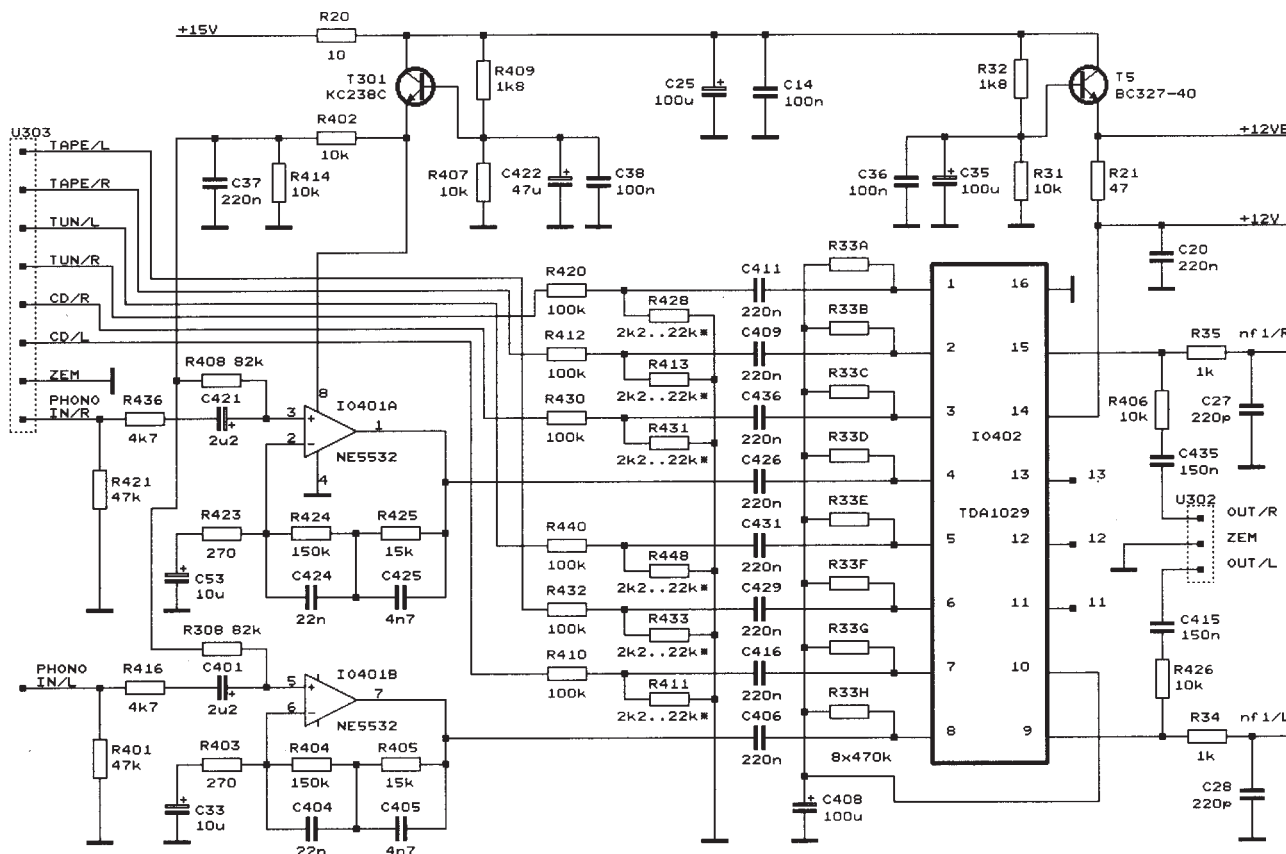 +15V
R20
10
T301
KC238C
R409
1k8
C25
100u
C14
100n
R32
1k8
T5
BC327-40
+12VE
U303
TAPE/L
TAPE/R
TUN/L
TUN/R
CD/R
CD/L
ZEM
PHONO
IN/R
R402
10k
C37
220n
R414
10k
R407
10k
C422
47u
C38
100n
C36
100n
C35
100u
R31
10k
R21
47
+12V
C20
220n
R420
100k
R428
2k2..22k*
C411
220n
R33A
1
16
R412
100k
R413
2k2..22k*
C409
220n
R33B
2
15
R35
1k
nf1/R
R430
100k
R431
2k2..22k*
C436
220n
R33C
3
14
R406
10k
C27
220p
R408 82k
R436
4k7
C421
2u2
+
3
2
8
1
4
+
-
IO401A
NE5532
C426
220n
R33D
4
IO402
TDA1029
13
13
C435
150n
U302
OUT/R
ZEM
OUT/L
R421
47k
R423
270
R424
150k
R425
15k
C53
10u
C424
22n
C425
4n7
R440
100k
R448
2k2..22k*
C431
220n
R33E
5
12
12
R432
100k
R433
2k2..22k*
C429
220n
R33F
6
11
11
C415
150n
R410
100k
R411
2k2..22k*
C416
220n
R33G
7
10
R426
10k
R308 82k
PHONO
IN/L
R416
4k7
C401
2u2
+
5
6
7
+
-
IO401B
NE5532
C406
220n
R33H
8
9
8x470k
R34
1k
nf1/L
R401
47k
R403
270
R404
150k
R405
15k
C33
10u
C404
22n
C405
4n7
C408
100u
C28
220p